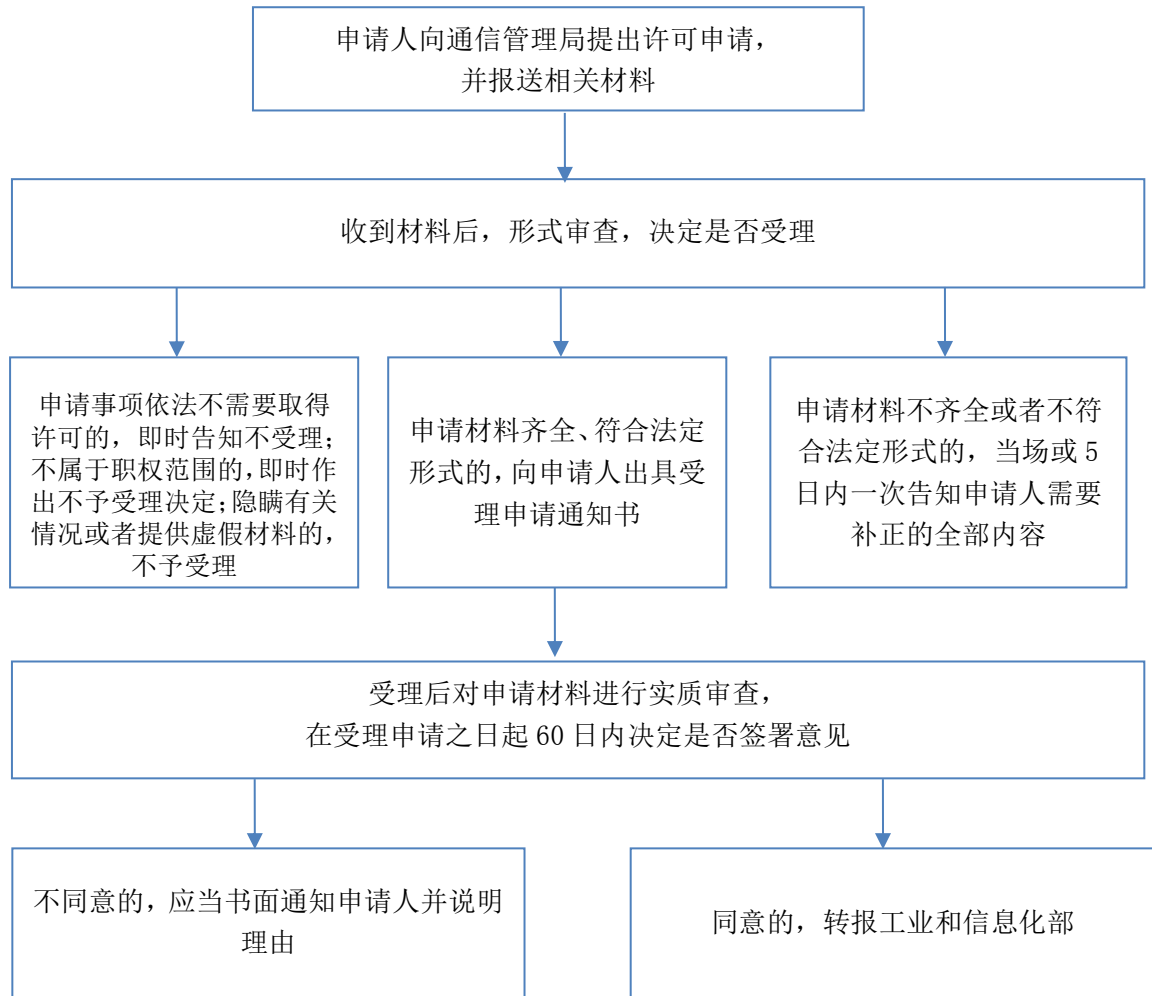 申请人向通信管理局提出许可申请，
并报送相关材料
收到材料后，形式审查，决定是否受理
申请事项依法不需要取得
许可的，即时告知不受理；
不属于职权范围的，即时作
出不予受理决定；隐瞒有关
情况或者提供虚假材料的，
不予受理
申请材料齐全、符合法定
形式的，向申请人出具受
理申请通知书
申请材料不齐全或者不符
合法定形式的，当场或 5
日内一次告知申请人需要
补正的全部内容
受理后对申请材料进行实质审查，
在受理申请之日起 60 日内决定是否签署意见
不同意的，应当书面通知申请人并说明
理由
同意的，转报工业和信息化部